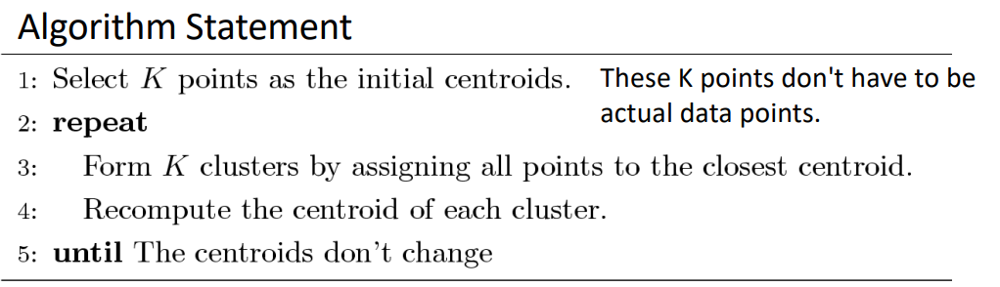 Algorithm Statement
1: Select K points as the initial centroids.
These K points don't have to be
actual data points.
2: repeat
3: Form K clusters by assigning all points to the closest centroid.
4: Recompute the centroid of each cluster.
5: until The centroids don't change